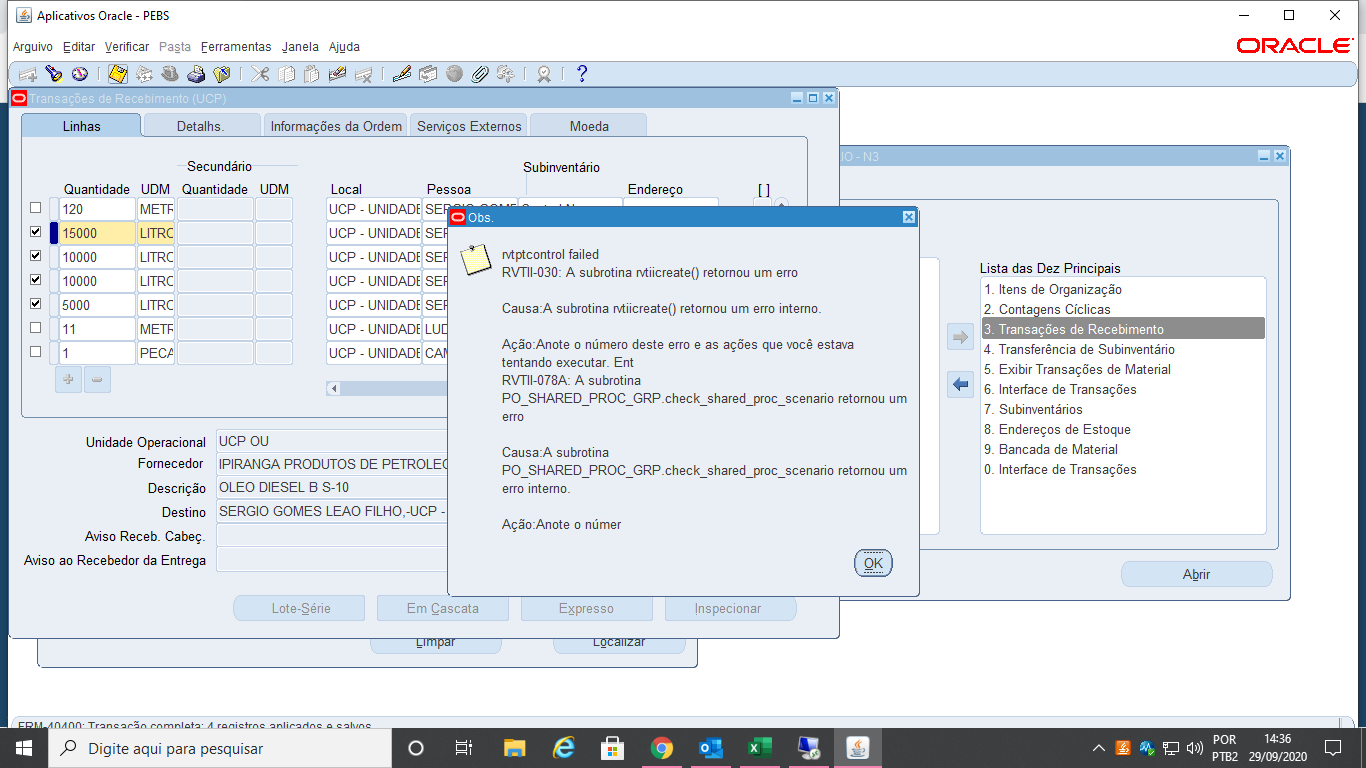 Aplicativos Oracle - PEBS
Arquivo Editar Verificar Pasta Ferramentas Janela Ajuda
ORACLE
Transações de Recebimento (UCP)
Linhas
Detalhs.
Informações da Ordem
Serviços Externos
Moeda
IO - N3
Secundário
Subinventário
Quantidade UDM Quantidade UDM Local Pessoa Endereço [ ]
120 METR UCP - UNIDADE
15000 LITRO UCP - UNIDADE SER
10000 LITRO UCP - UNIDADE SER
10000 LITRO UCP - UNIDADE SER
5000 LITRO UCP - UNIDADE SER
11 METR UCP - UNIDADE LUD
1 PECA UCP - UNIDADE CAM
Unidade Operacional UCP OU
Fornecedor IPIRANGA PRODUTOS DE PETROLEO
Descrição OLEO DIESEL B S-10
Destino SERGIO GOMES LEAO FILHO,-UCP -
Aviso Receb. Cabeç.
Aviso ao Recebedor da Entrega
Lote-Série
Em Cascata
Expresso
Inspecionar
Limpar
Localizar
Obs.
rvtptcontrol failed
RVTII-030: A subrotina rvtiicreate() retornou um erro
Causa:A subrotina rvtiicreate() retornou um erro interno.
Ação:Anote o número deste erro e as ações que você estava
tentando executar. Ent
RVTII-078A: A subrotina
PO_SHARED_PROC_GRP.check_shared_proc_scenario retornou um
erro
Causa:A subrotina
PO_SHARED_PROC_GRP.check_shared_proc_scenario retornou um
erro interno.
Ação:Anote o númer
OK
Lista das Dez Principais
1. Itens de Organização
2. Contagens Cíclicas
3. Transações de Recebimento
4. Transferência de Subinventário
5. Exibir Transações de Material
6. Interface de Transações
7. Subinventários
8. Endereços de Estoque
9. Bancada de Material
0. Interface de Transações
Abrir
FRM-40400: Transação completa: 4 registros aplicados e salvos.
Digite aqui para pesquisar
POR
PTB2
14:36
29/09/2020